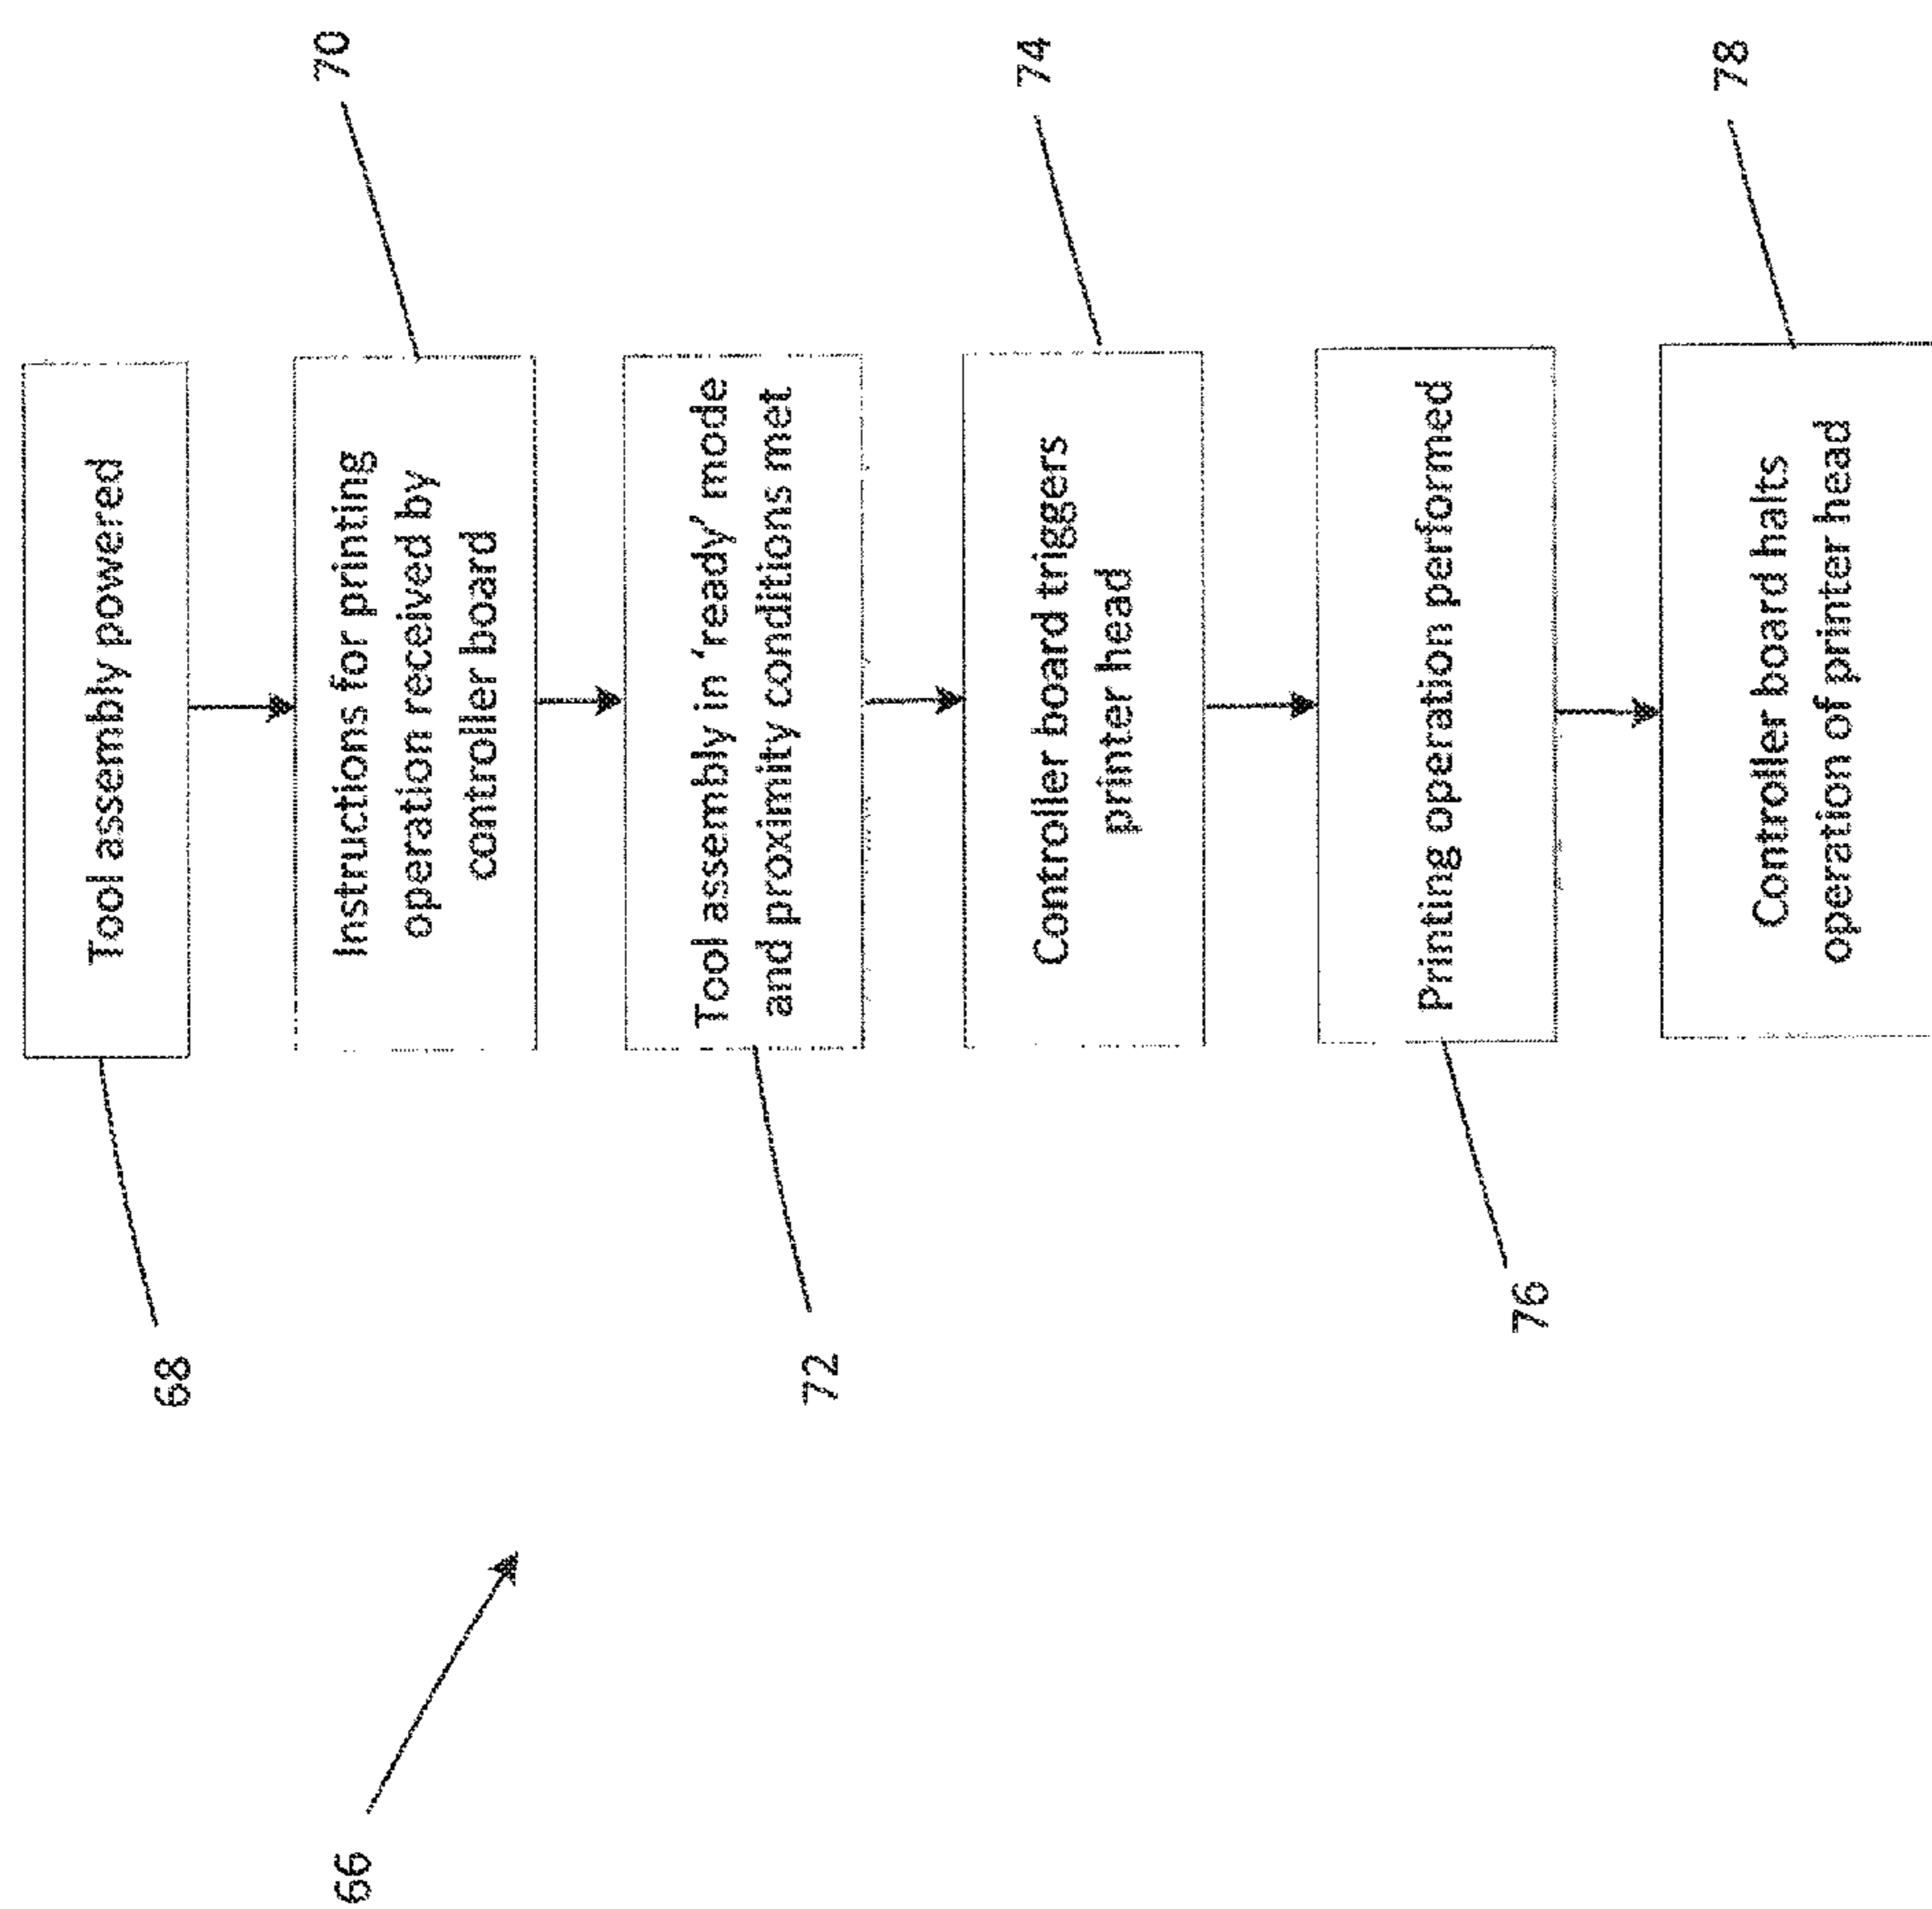 66
68
Tool assembly powered
70
Instructions for printing
operation received by
controller board
72
Tool assembly in ‘ready’ mode
and proximity conditions met
74
Controller board triggers
printer head
76
Printing operation performed
78
Controller board halts
operation of printer head